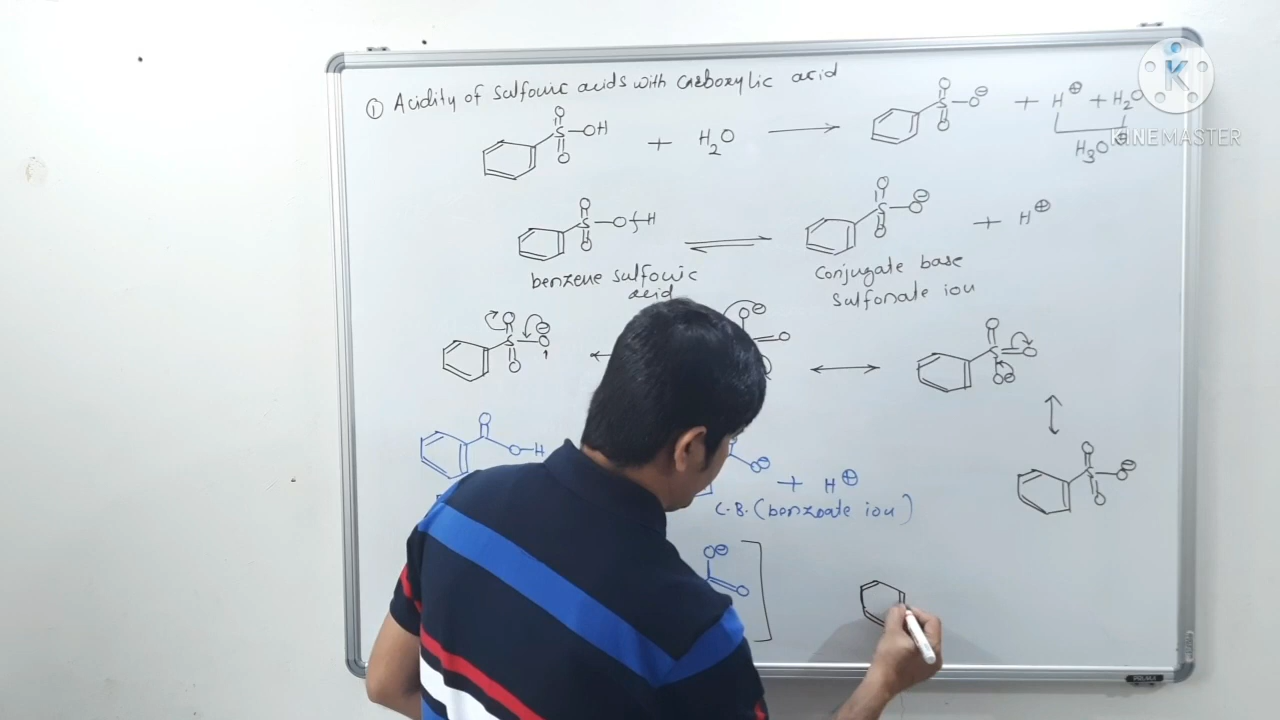 ① Acidity of sulfonic acids with carboxylic acid
O S OH O + H2O → O S O⊖ O + H⊕ + H2O
H3O⊕
KINEMASTER
O S O H O ⇌ O S O⊖ O + H⊕
benzene sulfonic acid
Conjugate base
Sulfonate ion
O S O⊖ O ↔ O⊖ O ↔ O S O O⊖
↕
O S O⊖ O
O O-H O⊖ + H⊕
C.B. (benzoate ion)
O⊖ O ]
POLAMA